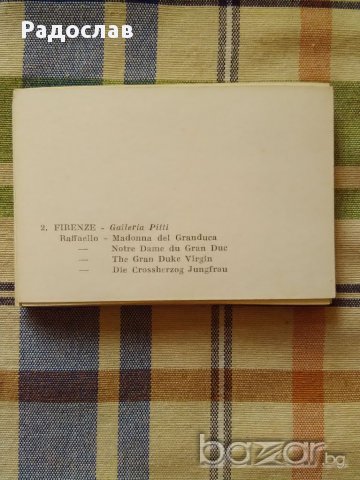 Радослав
2. FIRENZE - Galleria Pitti
Raffaello - Madonna del Granduca
— Notre Dame du Gran Duc
— The Gran Duke Virgin
— Die Crossherzog Jungfrau
bazar.bg